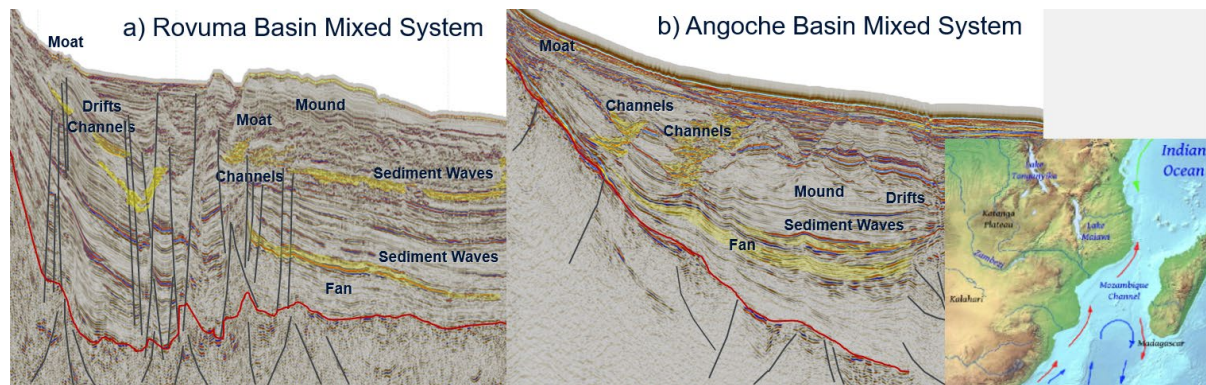 a) Rovuma Basin Mixed System
Moat
Drifts
Channels
Mound
Moat
Channels
Sediment Waves
Sediment Waves
Fan
b) Angoche Basin Mixed System
Moat
Channels
Channels
Mound
Drifts
Sediment Waves
Fan
Indian
Ocean
Lake
Tanganyika
Katanga
Plateau
Lake
Malawi
Zambezi
Mozambique
Channel
Kalahari
Madagascar